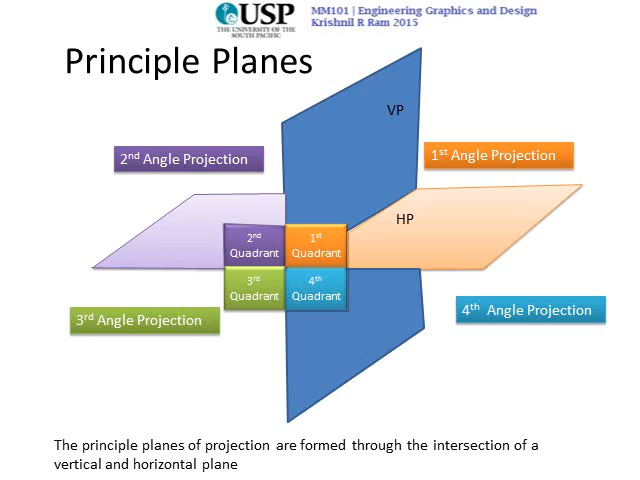 USP
THE UNIVERSITY OF THE
SOUTH PACIFIC
MM101 | Engineering Graphics and Design
Krishnil R Ram 2015
Principle Planes
VP
2nd Angle Projection
1st Angle Projection
HP
2nd
Quadrant
1st
Quadrant
3rd
Quadrant
4th
Quadrant
3rd Angle Projection
4th Angle Projection
The principle planes of projection are formed through the intersection of a
vertical and horizontal plane